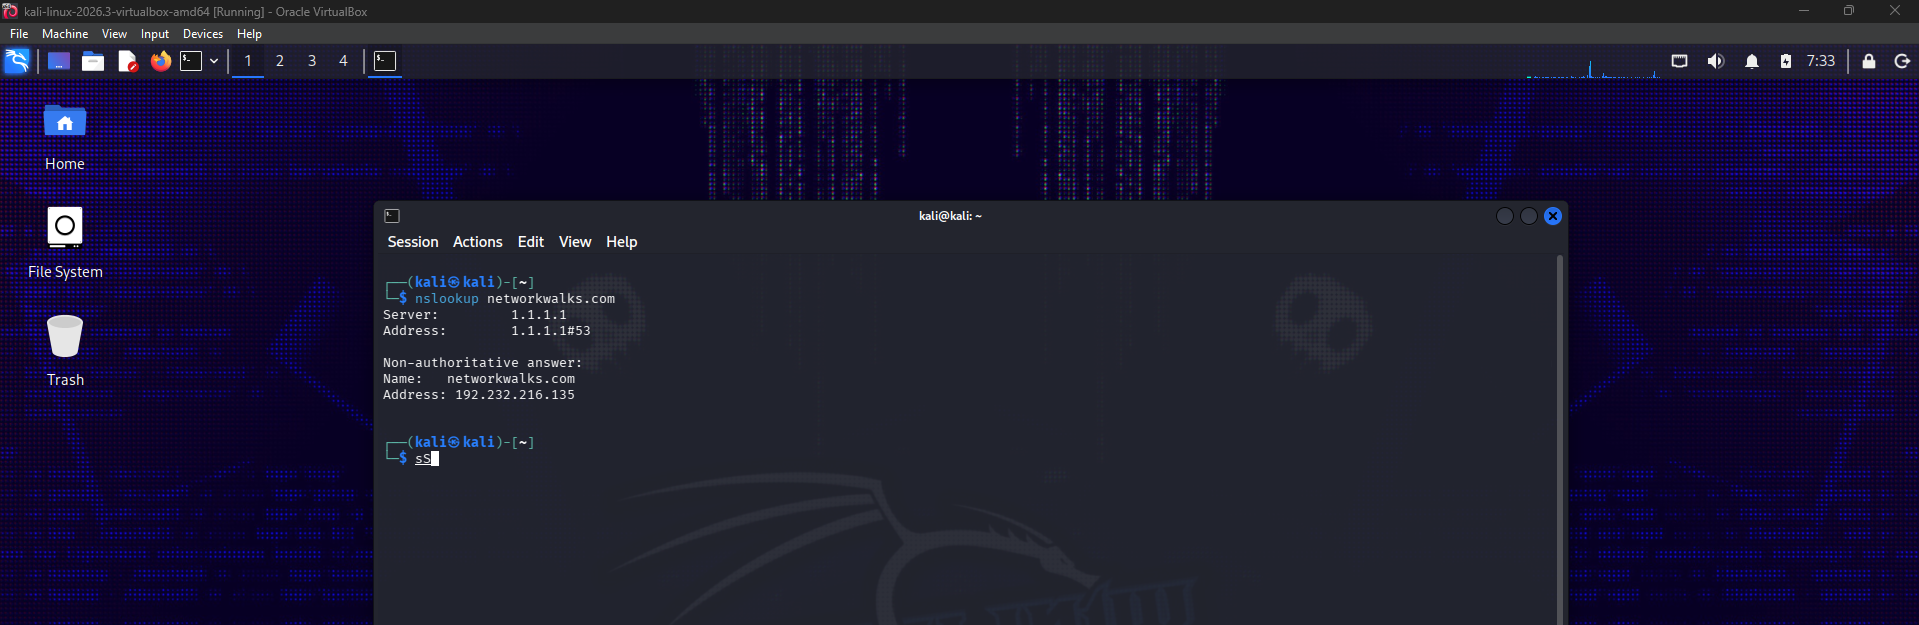 kali-linux-2026.3-virtualbox-amd64 [Running] - Oracle VirtualBox
File Machine View Input Devices Help
1 2 3 4 7:33
Home
File System
Trash
kali@kali: ~
Session Actions Edit View Help
┌──(kali㉿kali)-[~]
└─$ nslookup networkwalks.com
Server: 1.1.1.1
Address: 1.1.1.1#53
Non-authoritative answer:
Name: networkwalks.com
Address: 192.232.216.135
┌──(kali㉿kali)-[~]
└─$ sS